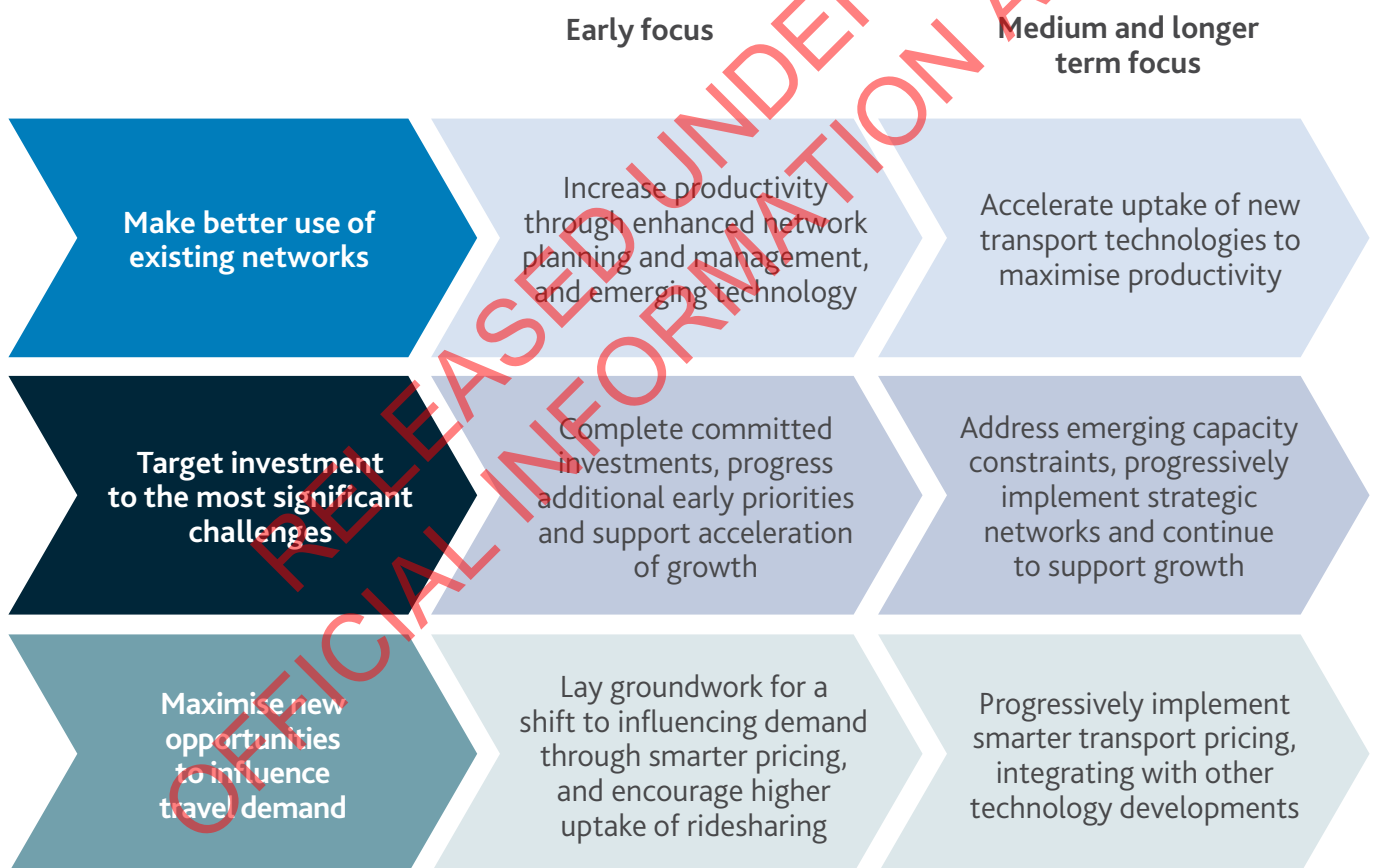 Early focus
Medium and longer
term focus
Make better use of
existing networks
Increase productivity
through enhanced network
planning and management,
and emerging technology
Accelerate uptake of new
transport technologies to
maximise productivity
Target investment
to the most significant
challenges
Complete committed
investments, progress
additional early priorities
and support acceleration
of growth
Address emerging capacity
constraints, progressively
implement strategic
networks and continue
to support growth
Maximise new
opportunities
to influence
travel demand
Lay groundwork for a
shift to influencing demand
through smarter pricing,
and encourage higher
uptake of ridesharing
Progressively implement
smarter transport pricing,
integrating with other
technology developments
RELEASED UNDER
OFFICIAL INFORMATION A